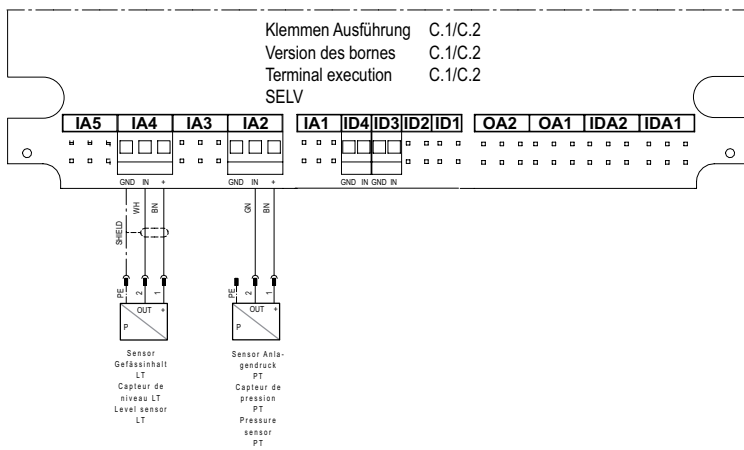 Klemmen Ausführung C.1/C.2
Version des bornes C.1/C.2
Terminal execution C.1/C.2
SELV
IA5 IA4 IA3 IA2 IA1 ID4 ID3 ID2 ID1 OA2 OA1 IDA2 IDA1
GND IN + GND IN + GND IN GND IN
SHIELD WH BN GN BN
PE 2 1 PE 2 1
OUT + OUT +
P P
Sensor
Gefässinhalt
LT
Capteur de
niveau LT
Level sensor
LT
Sensor Anla-
gendruck
PT
Capteur de
pression
PT
Pressure
sensor
PT